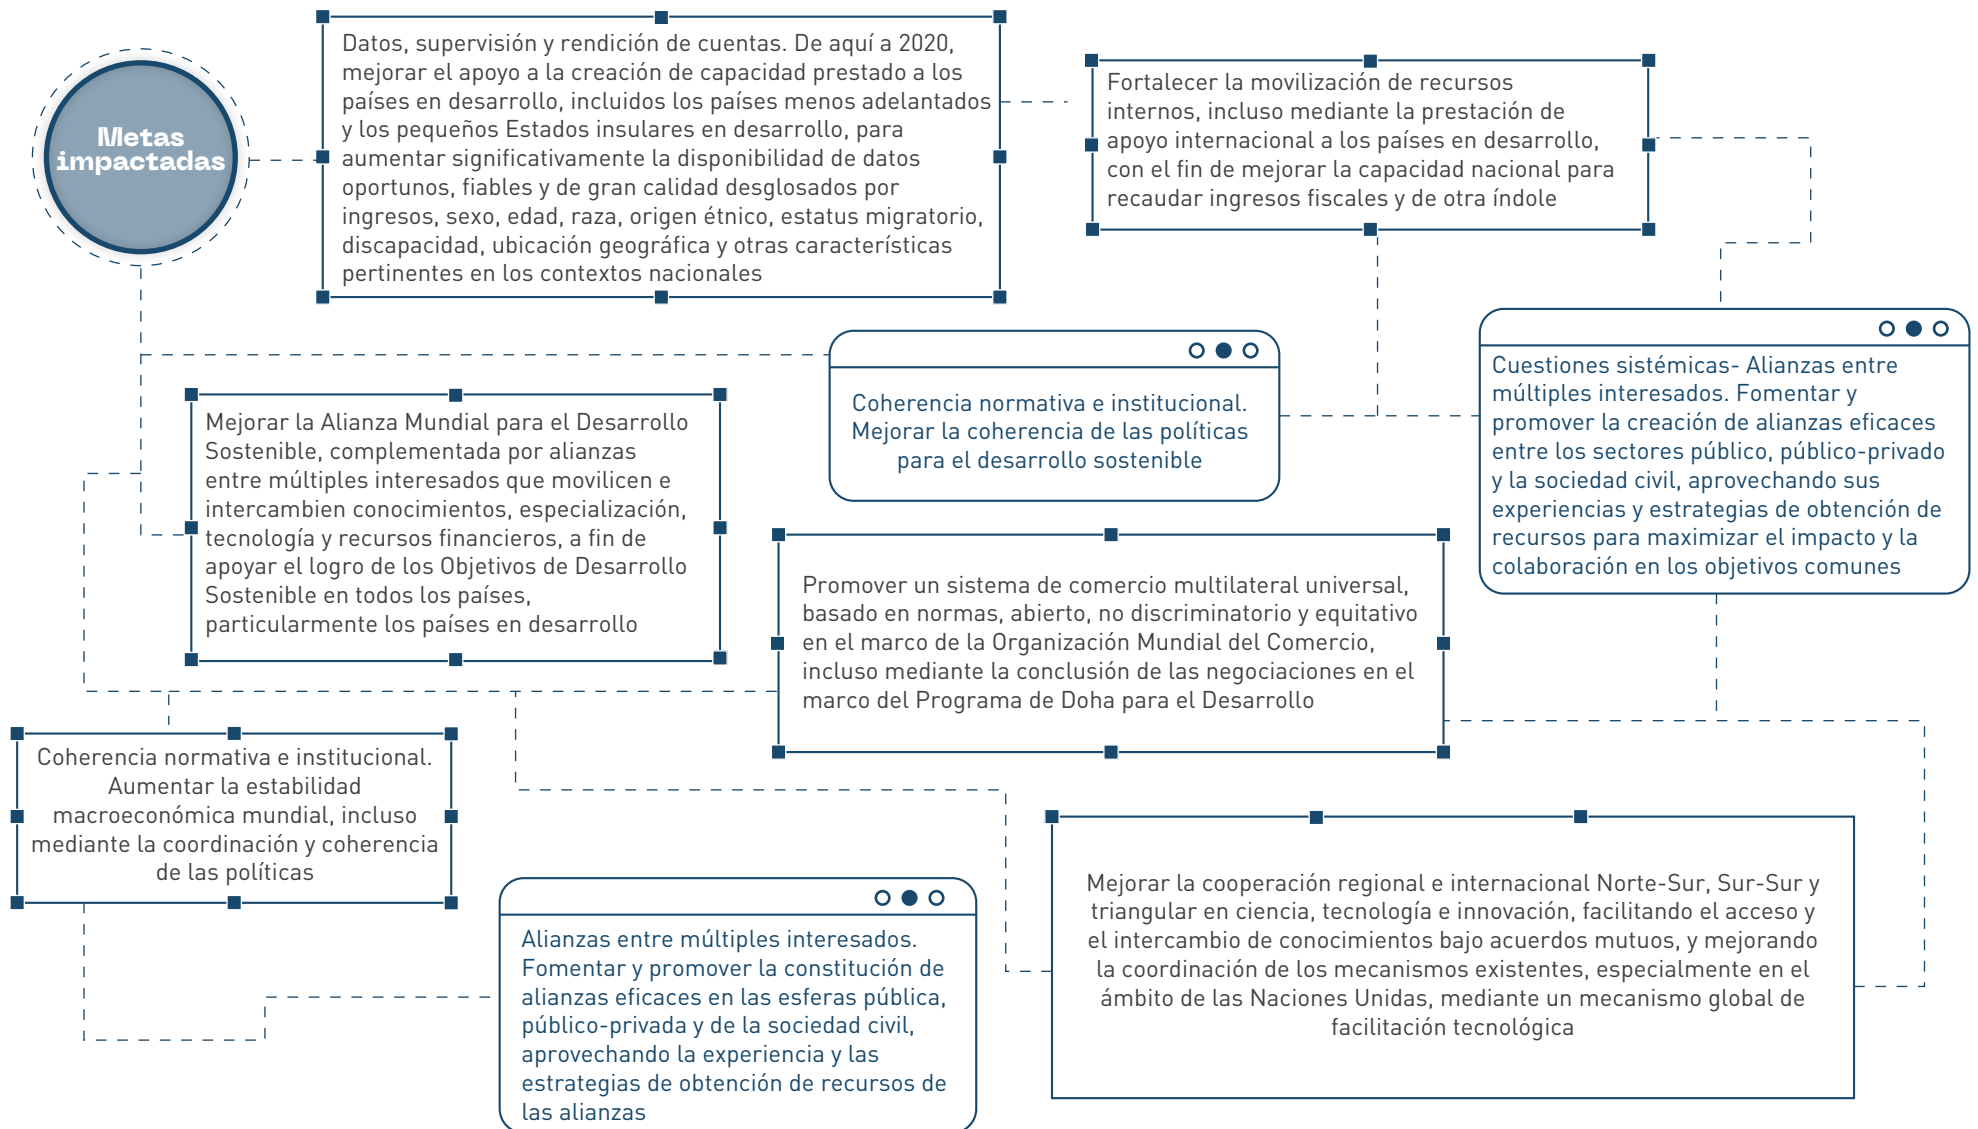 Metas
impactadas
Datos, supervisión y rendición de cuentas. De aquí a 2020,
mejorar el apoyo a la creación de capacidad prestado a los
países en desarrollo, incluidos los países menos adelantados
y los pequeños Estados insulares en desarrollo, para
aumentar significativamente la disponibilidad de datos
oportunos, fiables y de gran calidad desglosados por
ingresos, sexo, edad, raza, origen étnico, estatus migratorio,
discapacidad, ubicación geográfica y otras características
pertinentes en los contextos nacionales
Fortalecer la movilización de recursos
internos, incluso mediante la prestación de
apoyo internacional a los países en desarrollo,
con el fin de mejorar la capacidad nacional para
recaudar ingresos fiscales y de otra índole
Coherencia normativa e institucional.
Mejorar la coherencia de las políticas
para el desarrollo sostenible
Cuestiones sistémicas- Alianzas entre
múltiples interesados. Fomentar y
promover la creación de alianzas eficaces
entre los sectores público, público-privado
y la sociedad civil, aprovechando sus
experiencias y estrategias de obtención de
recursos para maximizar el impacto y la
colaboración en los objetivos comunes
Mejorar la Alianza Mundial para el Desarrollo
Sostenible, complementada por alianzas
entre múltiples interesados que movilicen e
intercambien conocimientos, especialización,
tecnología y recursos financieros, a fin de
apoyar el logro de los Objetivos de Desarrollo
Sostenible en todos los países,
particularmente los países en desarrollo
Promover un sistema de comercio multilateral universal,
basado en normas, abierto, no discriminatorio y equitativo
en el marco de la Organización Mundial del Comercio,
incluso mediante la conclusión de las negociaciones en el
marco del Programa de Doha para el Desarrollo
Coherencia normativa e institucional.
Aumentar la estabilidad
macroeconómica mundial, incluso
mediante la coordinación y coherencia
de las políticas
Alianzas entre múltiples interesados.
Fomentar y promover la constitución de
alianzas eficaces en las esferas pública,
público-privada y de la sociedad civil,
aprovechando la experiencia y las
estrategias de obtención de recursos de
las alianzas
Mejorar la cooperación regional e internacional Norte-Sur, Sur-Sur y
triangular en ciencia, tecnología e innovación, facilitando el acceso y
el intercambio de conocimientos bajo acuerdos mutuos, y mejorando
la coordinación de los mecanismos existentes, especialmente en el
ámbito de las Naciones Unidas, mediante un mecanismo global de
facilitación tecnológica